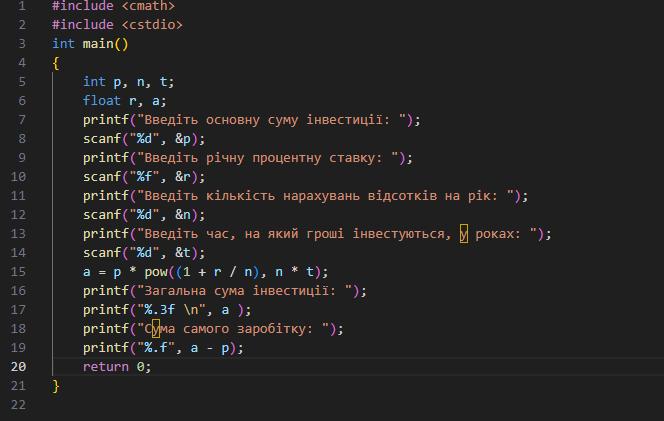 1 #include <cmath>
2 #include <cstdio>
3 int main()
4 {
5 int p, n, t;
6 float r, a;
7 printf("Введіть основну суму інвестиції: ");
8 scanf("%d", &p);
9 printf("Введіть річну процентну ставку: ");
10 scanf("%f", &r);
11 printf("Введіть кількість нарахувань відсотків на рік: ");
12 scanf("%d", &n);
13 printf("Введіть час, на який гроші інвестуються, у роках: ");
14 scanf("%d", &t);
15 a = p * pow((1 + r / n), n * t);
16 printf("Загальна сума інвестиції: ");
17 printf("%.3f \n", a );
18 printf("Сума самого заробітку: ");
19 printf("%.f", a - p);
20 return 0;
21 }
22